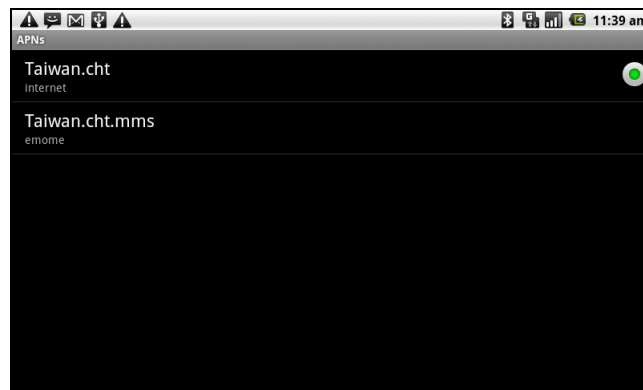 11:39 am
APNs
Taiwan.cht
internet
Taiwan.cht.mms
emome